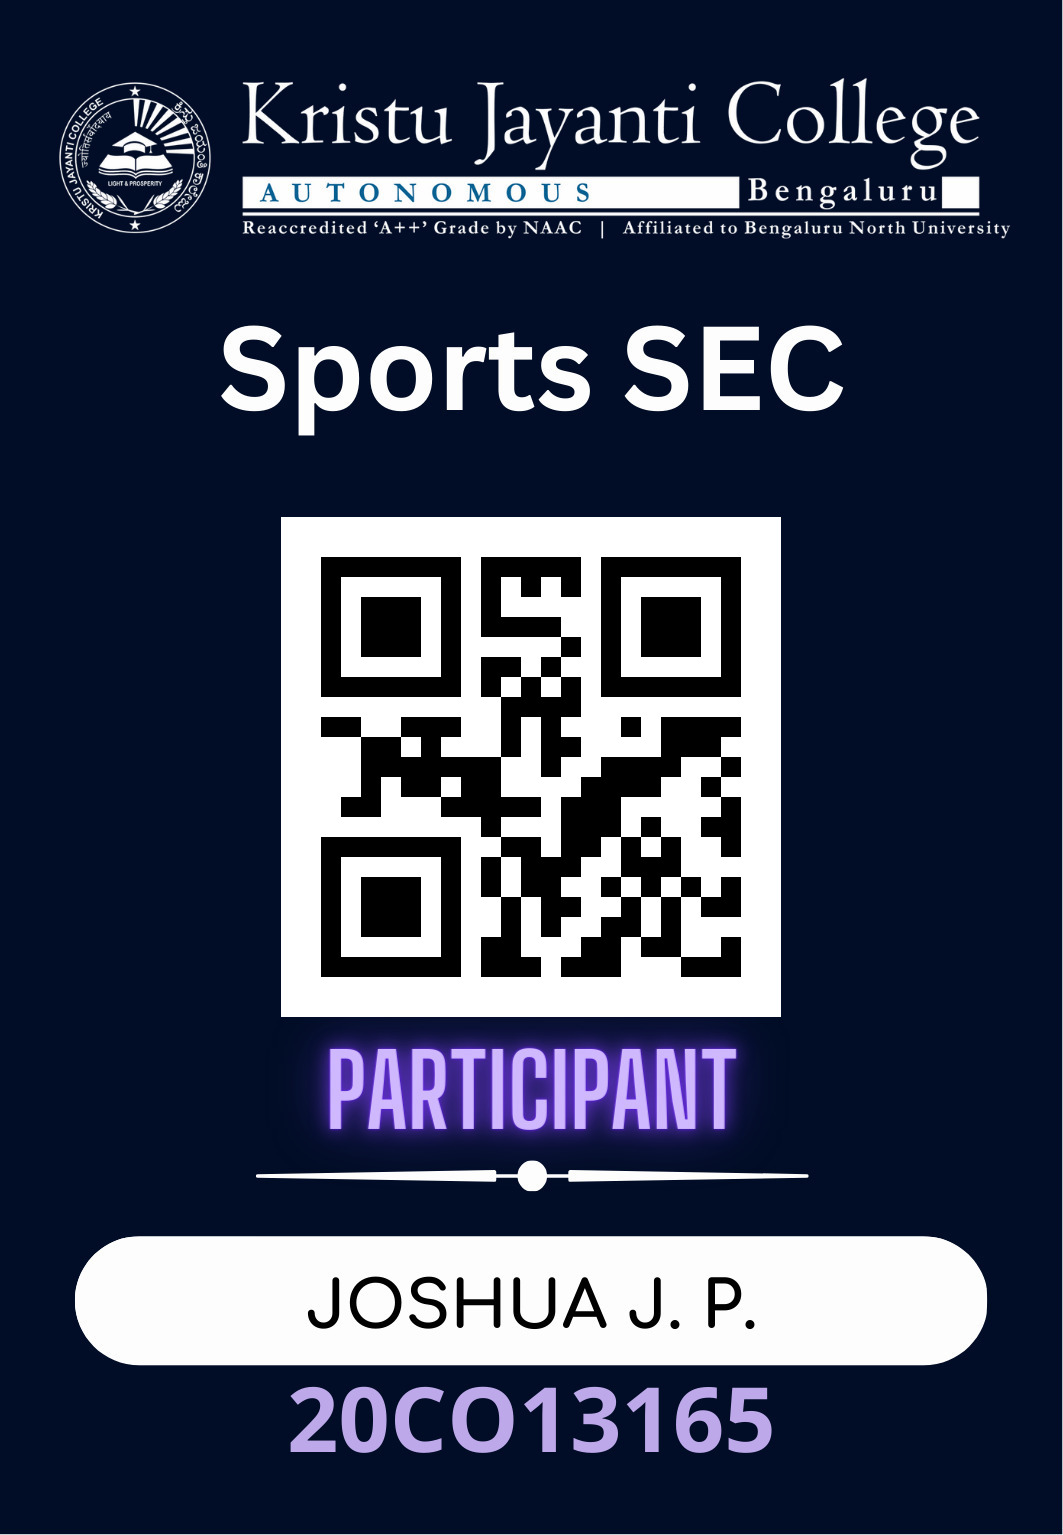 KRISTU JAYANTI COLLEGE
LIGHT & PROSPERITY
Kristu Jayanti College
AUTONOMOUS Bengaluru
Reaccredited ‘A++’ Grade by NAAC | Affiliated to Bengaluru North University
Sports SEC
PARTICIPANT
JOSHUA J. P.
20CO13165